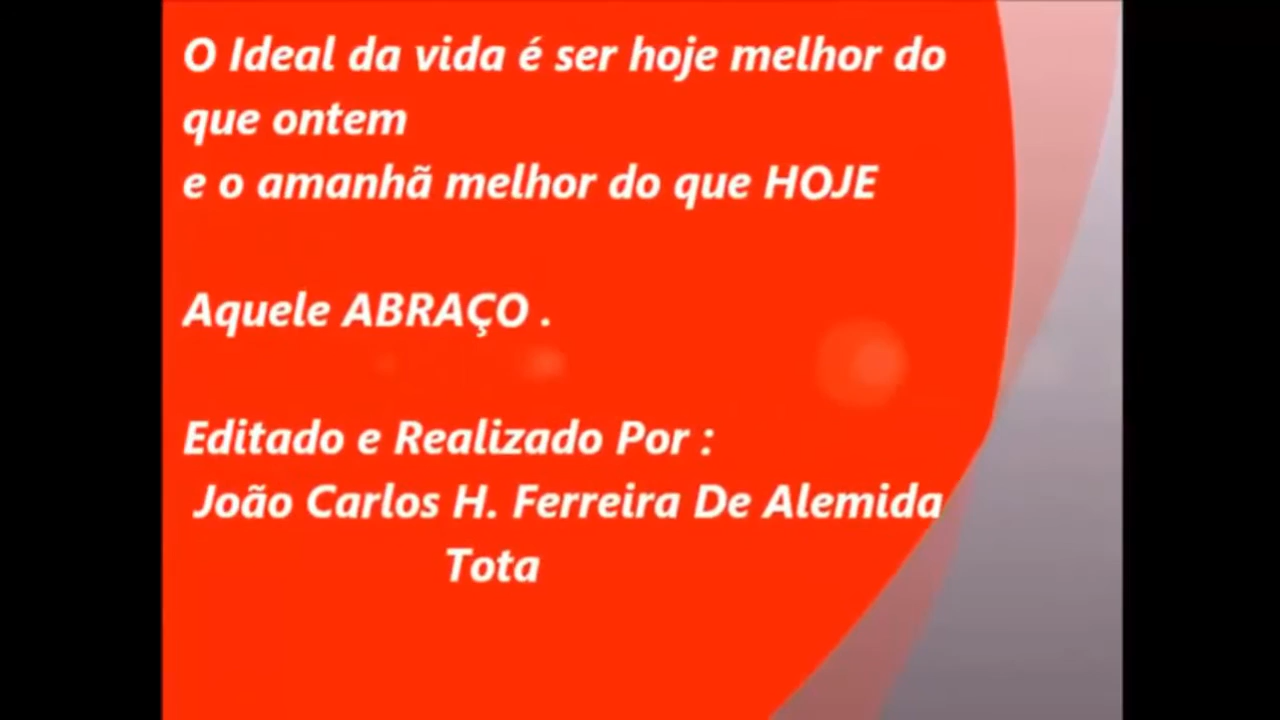 O Ideal da vida é ser hoje melhor do
que ontem
e o amanhã melhor do que HOJE
Aquele ABRAÇO .
Editado e Realizado Por :
João Carlos H. Ferreira De Alemida
Tota